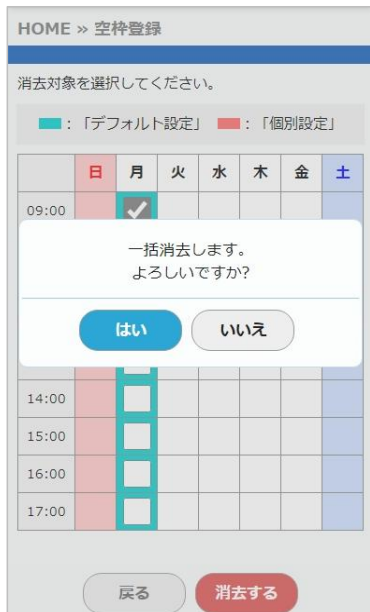 HOME » 空枠登録
消去対象を選択してください。
：「デフォルト設定」 ：「個別設定」
日 月 火 水 木 金 土
09:00
一括消去します。
よろしいですか?
はい いいえ
14:00
15:00
16:00
17:00
戻る 消去する